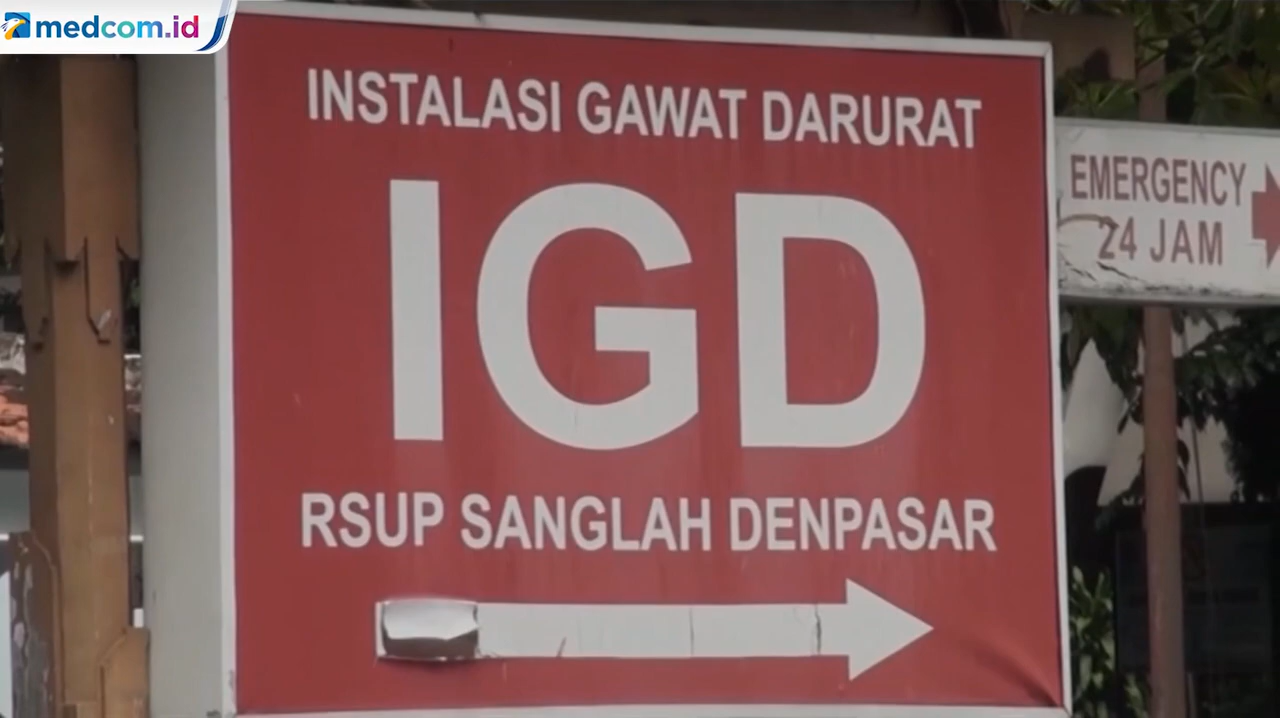 medcom.id
INSTALASI GAWAT DARURAT
IGD
RSUP SANGLAH DENPASAR
EMERGENCY
24 JAM